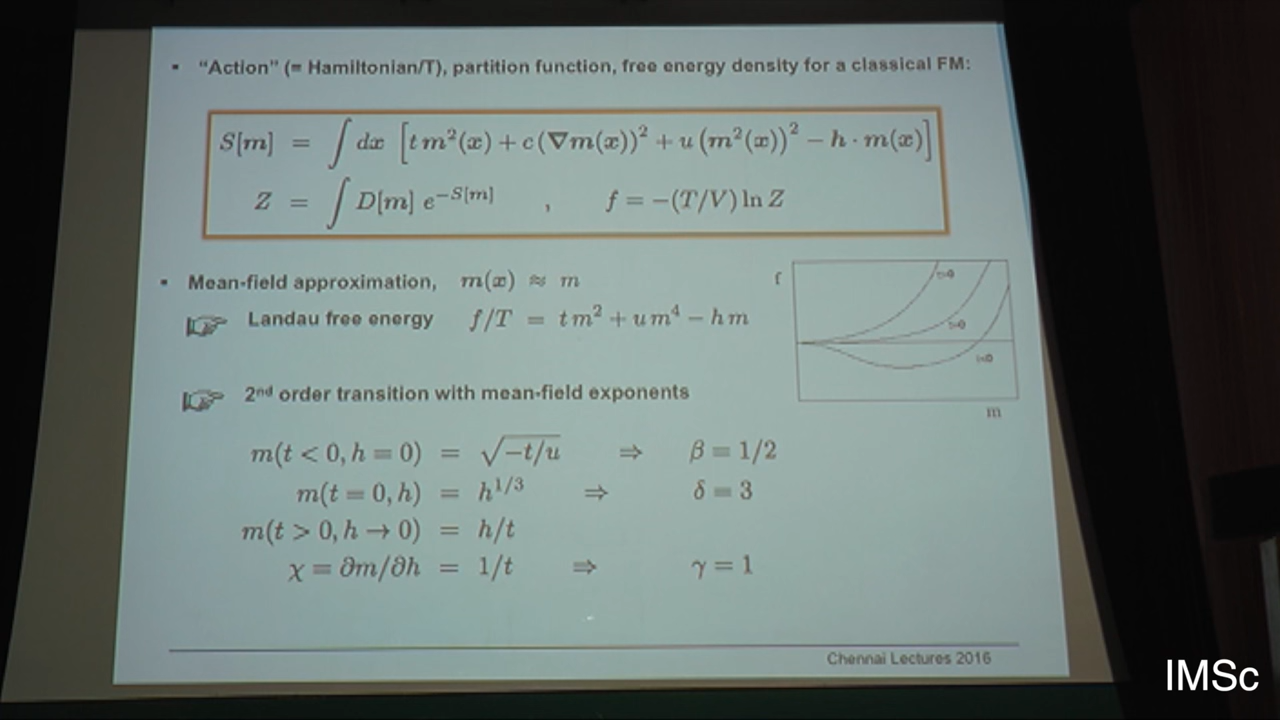 ▪ “Action” (= Hamiltonian/T), partition function, free energy density for a classical FM:
S[m] = ∫ dx [t m²(x) + c (∇m(x))² + u (m²(x))² − h · m(x)]
Z = ∫ D[m] e^{−S[m]} , f = −(T/V) ln Z
▪ Mean-field approximation, m(x) ≈ m
☞ Landau free energy f/T = t m² + u m⁴ − h m
f
t=0
t<0
m
☞ 2nd order transition with mean-field exponents
m(t < 0, h = 0) = √(−t/u) ⇒ β = 1/2
m(t = 0, h) = h^{1/3} ⇒ δ = 3
m(t > 0, h → 0) = h/t
χ = ∂m/∂h = 1/t ⇒ γ = 1
Chennai Lectures 2016
IMSc